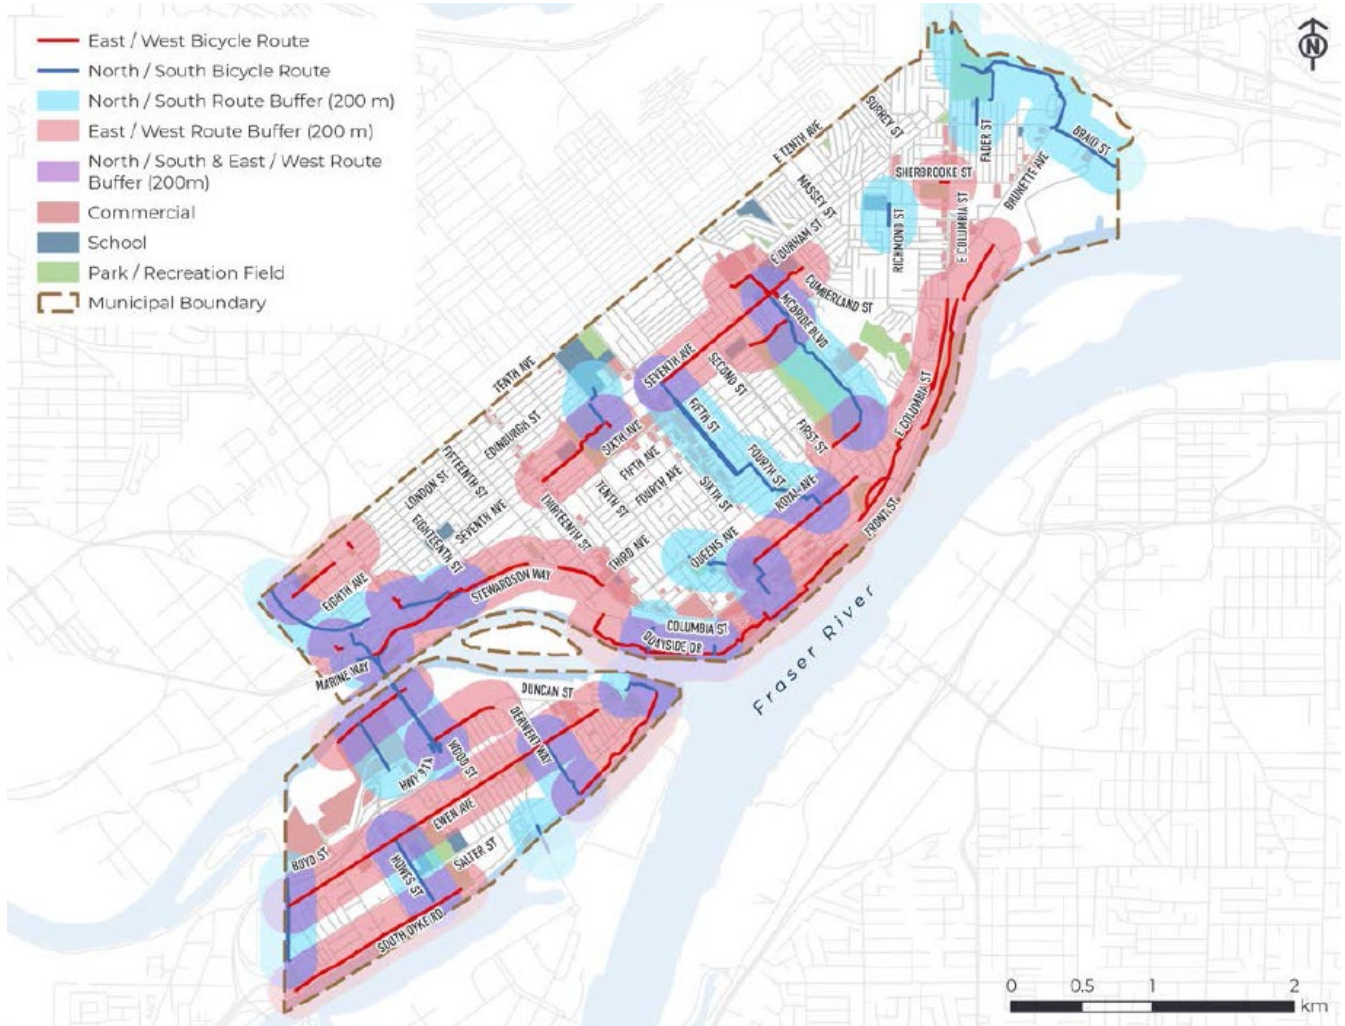 East / West Bicycle Route
North / South Bicycle Route
North / South Route Buffer (200 m)
East / West Route Buffer (200 m)
North / South & East / West Route
Buffer (200m)
Commercial
School
Park / Recreation Field
Municipal Boundary
N
SURREY ST
E TENTH AVE
FADER ST
BRAID ST
MASSEY ST
SHERBROOKE ST
BRUNETTE AVE
RICHMOND ST
E COLUMBIA ST
E DURHAM ST
CUMBERLAND ST
MCBRIDE BLVD
TENTH AVE
SEVENTH AVE
SECOND ST
E COLUMBIA ST
EDINBURGH ST
FIFTH ST
FIRST ST
SIXTH AVE
FIFTEENTH ST
FIFTH AVE
FOURTH ST
LONDON ST
FOURTH AVE
TENTH ST
SIXTH ST
ROYAL AVE
SEVENTH AVE
EIGHTEENTH ST
THIRTEENTH ST
FRONT ST
THIRD AVE
QUEENS AVE
EIGHTH AVE
STEWARDSON WAY
COLUMBIA ST
QUAYSIDE DR
Fraser River
MARINE WAY
DUNCAN ST
DERWENT WAY
WOOD ST
HWY 91A
EWEN AVE
BOYD ST
HOWES ST
SALTER ST
SOUTH DYKE RD
0 0.5 1 2
km